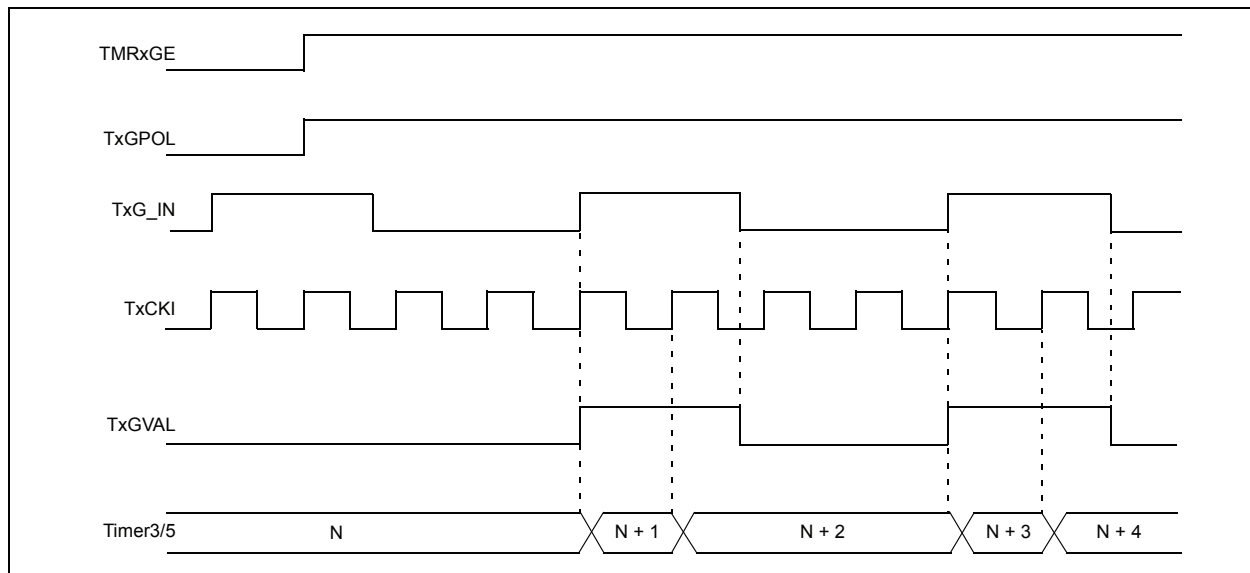 TMRxGE
TxGPOL
TxG_IN
TxCKI
TxGVAL
Timer3/5 N N + 1 N + 2 N + 3 N + 4